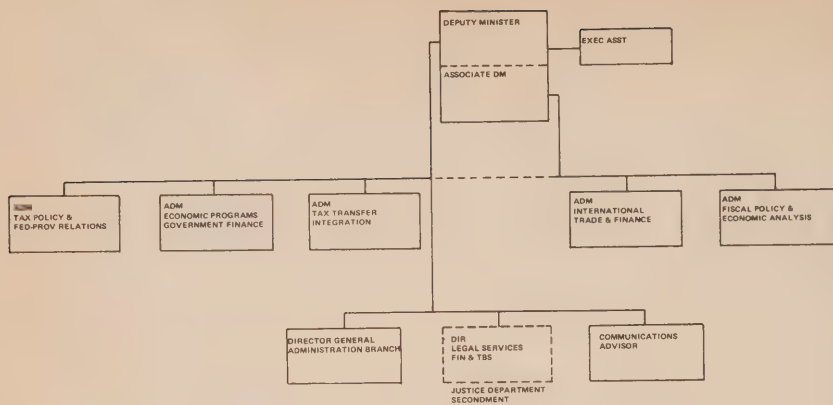 DEPUTY MINISTER
EXEC ASST
ASSOCIATE DM
TAX POLICY &
FED-PROV RELATIONS
ADM
ECONOMIC PROGRAMS
GOVERNMENT FINANCE
ADM
TAX TRANSFER
INTEGRATION
ADM
INTERNATIONAL
TRADE & FINANCE
ADM
FISCAL POLICY &
ECONOMIC ANALYSIS
DIRECTOR GENERAL
ADMINISTRATION BRANCH
DIR
LEGAL SERVICES
FIN & TBS
COMMUNICATIONS
ADVISOR
JUSTICE DEPARTMENT
SECONDMENT